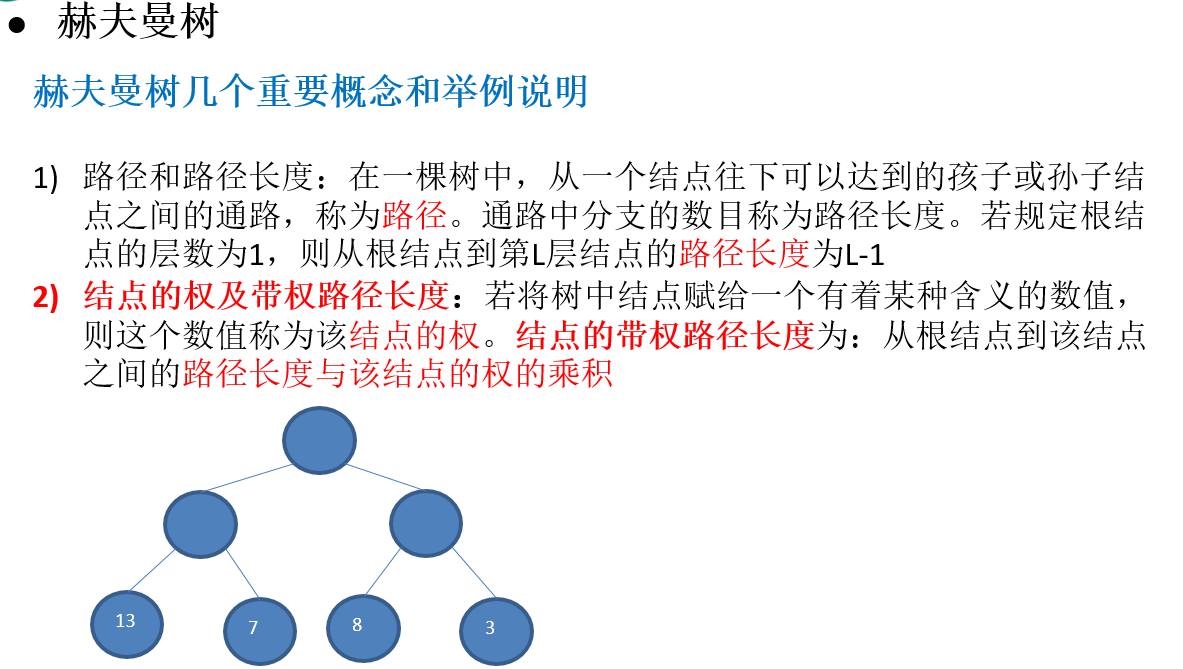 ● 赫夫曼树
赫夫曼树几个重要概念和举例说明
1) 路径和路径长度：在一棵树中，从一个结点往下可以达到的孩子或孙子结
点之间的通路，称为路径。通路中分支的数目称为路径长度。若规定根结
点的层数为1，则从根结点到第L层结点的路径长度为L-1
2) 结点的权及带权路径长度：若将树中结点赋给一个有着某种含义的数值，
则这个数值称为该结点的权。结点的带权路径长度为：从根结点到该结点
之间的路径长度与该结点的权的乘积
13
7
8
3